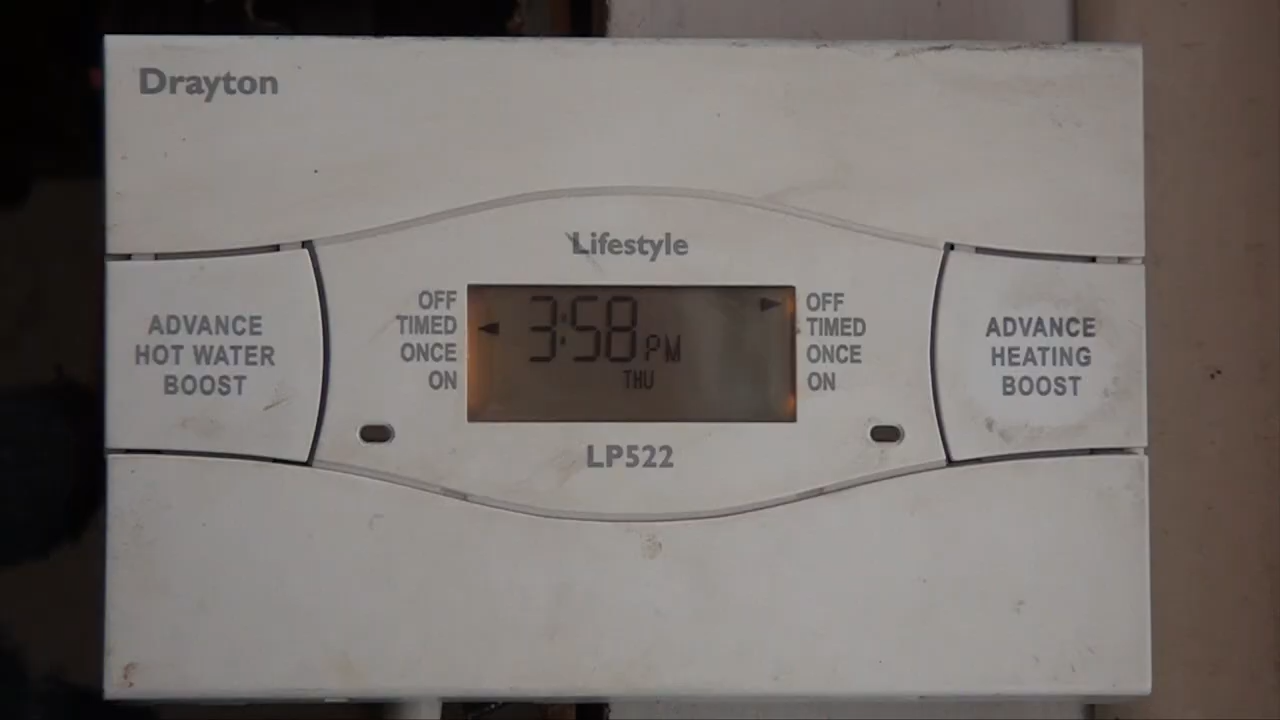 Drayton
Lifestyle
ADVANCE
HOT WATER
BOOST
OFF
TIMED
ONCE
ON
3:58 PM
THU
OFF
TIMED
ONCE
ON
ADVANCE
HEATING
BOOST
LP522